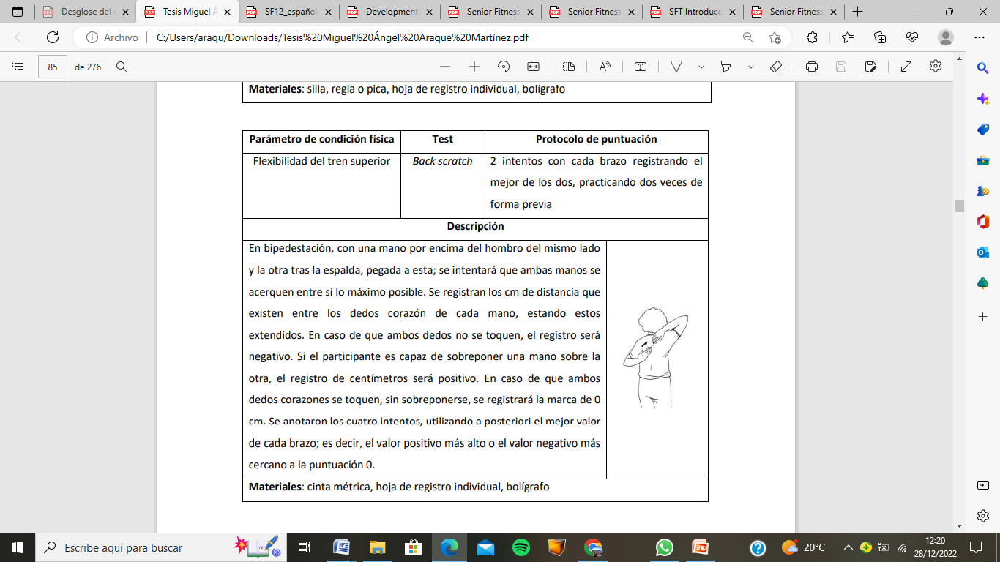 Desglose del
Tesis Miguel Á
SF12_español
Development
Senior Fitness
Senior Fitness
SFT Introducc
Senior Fitness
Archivo
C:/Users/araqu/Downloads/Tesis%20Miguel%20Ángel%20Araque%20Martínez.pdf
85
de 276
Materiales: silla, regla o pica, hoja de registro individual, bolígrafo
Parámetro de condición física
Test
Protocolo de puntuación
Flexibilidad del tren superior
Back scratch
2 intentos con cada brazo registrando el
mejor de los dos, practicando dos veces de
forma previa
Descripción
En bipedestación, con una mano por encima del hombro del mismo lado
y la otra tras la espalda, pegada a esta; se intentará que ambas manos se
acerquen entre sí lo máximo posible. Se registran los cm de distancia que
existen entre los dedos corazón de cada mano, estando estos
extendidos. En caso de que ambos dedos no se toquen, el registro será
negativo. Si el participante es capaz de sobreponer una mano sobre la
otra, el registro de centímetros será positivo. En caso de que ambos
dedos corazones se toquen, sin sobreponerse, se registrará la marca de 0
cm. Se anotaron los cuatro intentos, utilizando a posteriori el mejor valor
de cada brazo; es decir, el valor positivo más alto o el valor negativo más
cercano a la puntuación 0.
Materiales: cinta métrica, hoja de registro individual, bolígrafo
Escribe aquí para buscar
20°C
12:20
28/12/2022